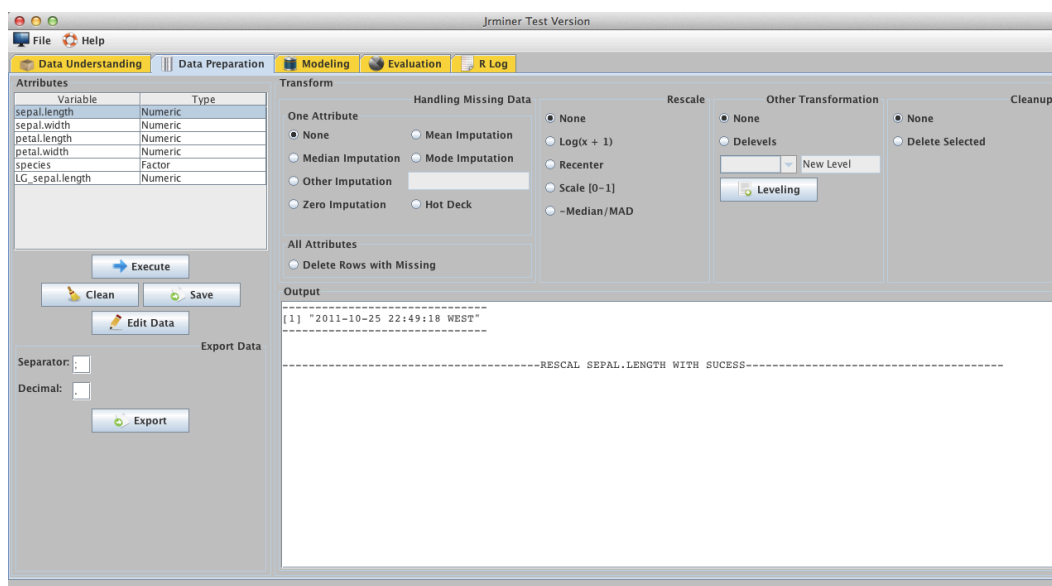 Jrminer Test Version
File Help
Data Understanding Data Preparation Modeling Evaluation R Log
Atrributes
Variable Type
sepal.length Numeric
sepal.width Numeric
petal.length Numeric
petal.width Numeric
species Factor
LG_sepal.length Numeric
Execute
Clean Save
Edit Data
Export Data
Separator: ;
Decimal: .
Export
Transform
Handling Missing Data
One Attribute
None Mean Imputation
Median Imputation Mode Imputation
Other Imputation
Zero Imputation Hot Deck
All Attributes
Delete Rows with Missing
Rescale
None
Log(x + 1)
Recenter
Scale [0-1]
-Median/MAD
Other Transformation
None
Delevels
New Level
Leveling
Cleanup
None
Delete Selected
Output
-------------------------------
[1] "2011-10-25 22:49:18 WEST"
-------------------------------
---------------------------------------RESCAL SEPAL.LENGTH WITH SUCESS---------------------------------------